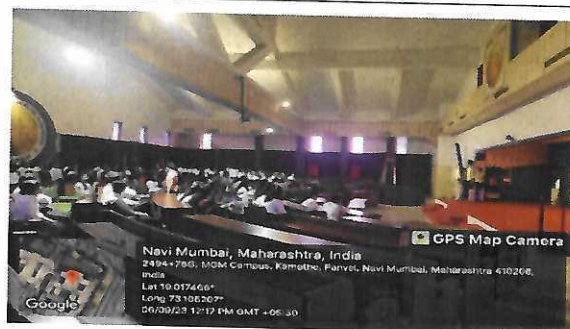 GPS Map Camera
Navi Mumbai, Maharashtra, India
2494+76G, MGM Campus, Kamothe, Panvel, Navi Mumbai, Maharashtra 410206,
India
Lat 19.017466°
Long 73.106207°
06/09/23 12:17 PM GMT +05:30
Google